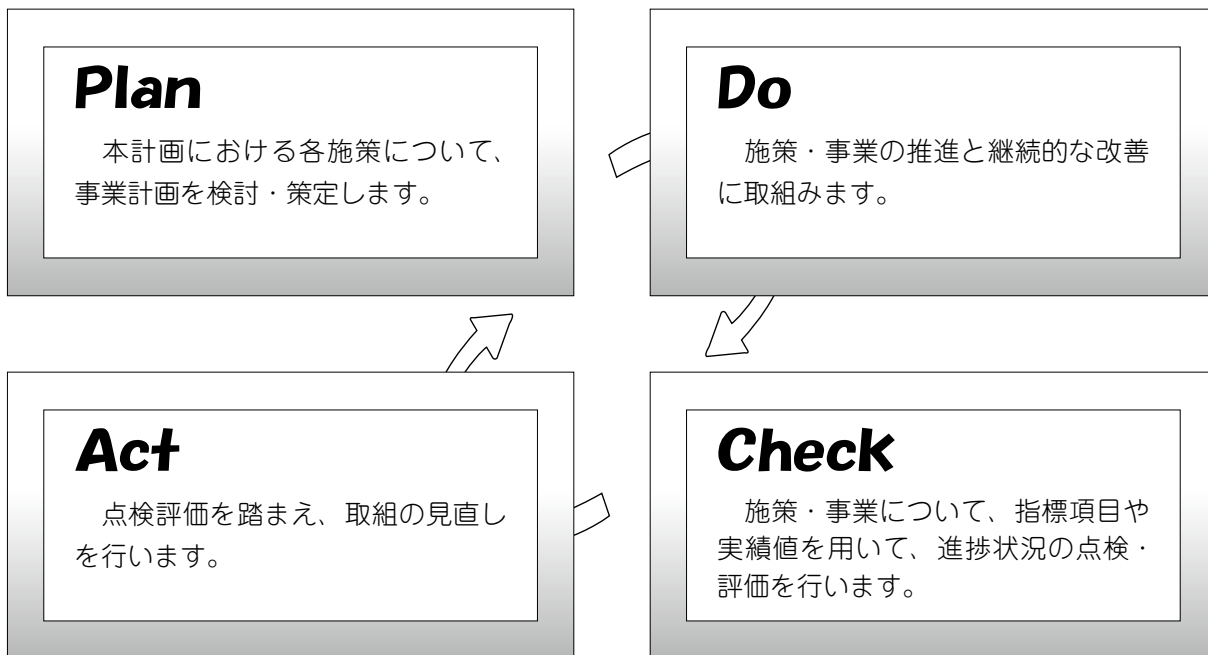 Plan
本計画における各施策について、
事業計画を検討・策定します。
Do
施策・事業の推進と継続的な改善
に取組みます。
Act
点検評価を踏まえ、取組の見直し
を行います。
Check
施策・事業について、指標項目や
実績値を用いて、進捗状況の点検・
評価を行います。